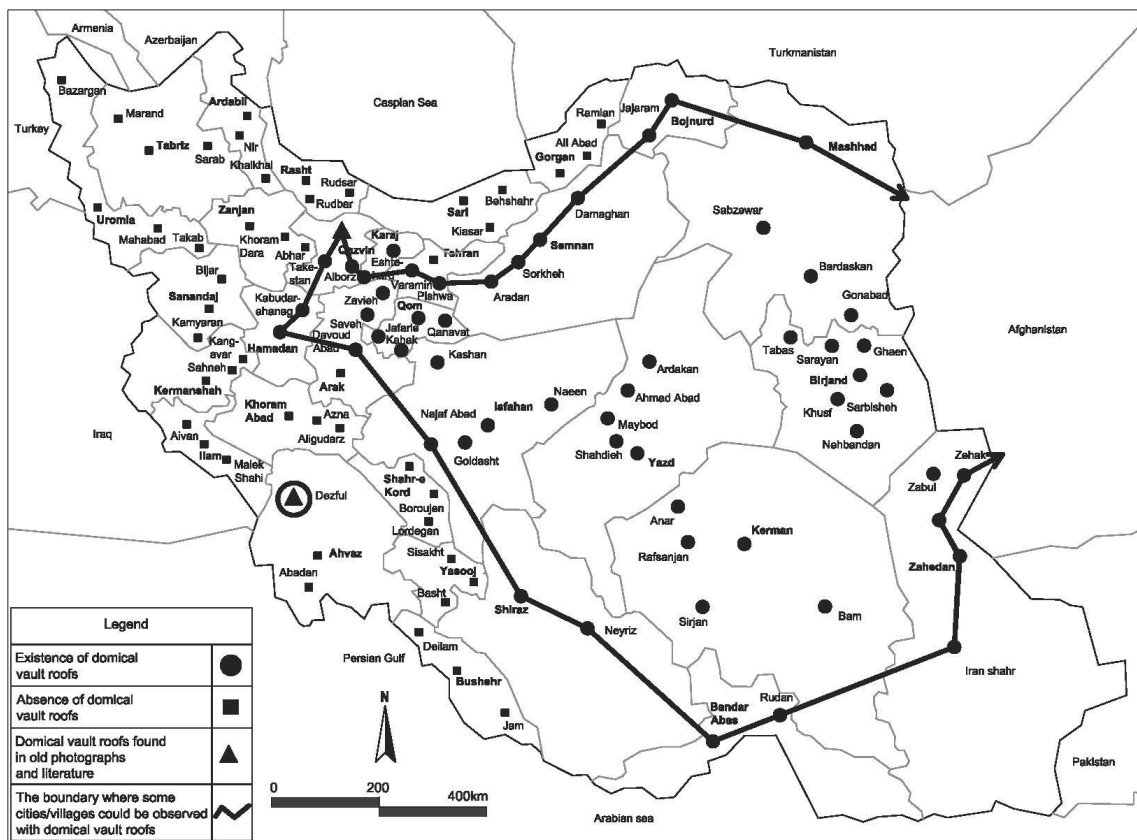 Armenia
Azerbaijan
Turkmanistan
Caspian Sea
Turkey
Bazargan
Marand
Ardabil
Nir
Tabriz
Sarab
Khalkhal
Rasht
Rudsar
Rudbar
Ramian
Jajaram
Bojnurd
Ali Abad
Gorgan
Mashhad
Behshahr
Sari
Kiasar
Damaghan
Uromia
Mahabad
Takab
Zanjan
Khoram
Dara
Abhar
Qazvin
Karaj
Tehran
Semnan
Sabzewar
Bijar
Take-
stan
Alborz
Eshte-
hard
Varamin
Pishwa
Sorkheh
Aradan
Bardaskan
Gonabad
Sanandaj
Kamyaran
Kabudar-
ahanag
Zavieh
Saveh
Qom
Qanavat
Hamadan
Davoud
Abad
Jafarie
Kahak
Kashan
Kang-
avar
Sahneh
Kermanshah
Tabas
Sarayan
Ghaen
Afghanistan
Birjand
Khusf
Sarbisheh
Nehbandan
Arak
Ardakan
Ahmad Abad
Naeen
Isfahan
Najaf Abad
Goldasht
Maybod
Shahdieh
Yazd
Khoram
Abad
Azna
Aligudarz
Iraq
Aivan
Ilam
Malek
Shahi
Dezful
Shahr-e
Kord
Boroujen
Lordegan
Zehak
Zabul
Anar
Rafsanjan
Kerman
Ahvaz
Abadan
Sisakht
Yasooj
Basht
Zahedan
Shiraz
Neyriz
Sirjan
Bam
Deilam
Persian Gulf
Bushehr
Jam
Iran shahr
Rudan
Bandar
Abas
Pakistan
Arabian sea
N
0
200
400km
Legend
Existence of domical
vault roofs
Absence of domical
vault roofs
Domical vault roofs found
in old photographs
and literature
The boundary where some
cities/villages could be observed
with domical vault roofs